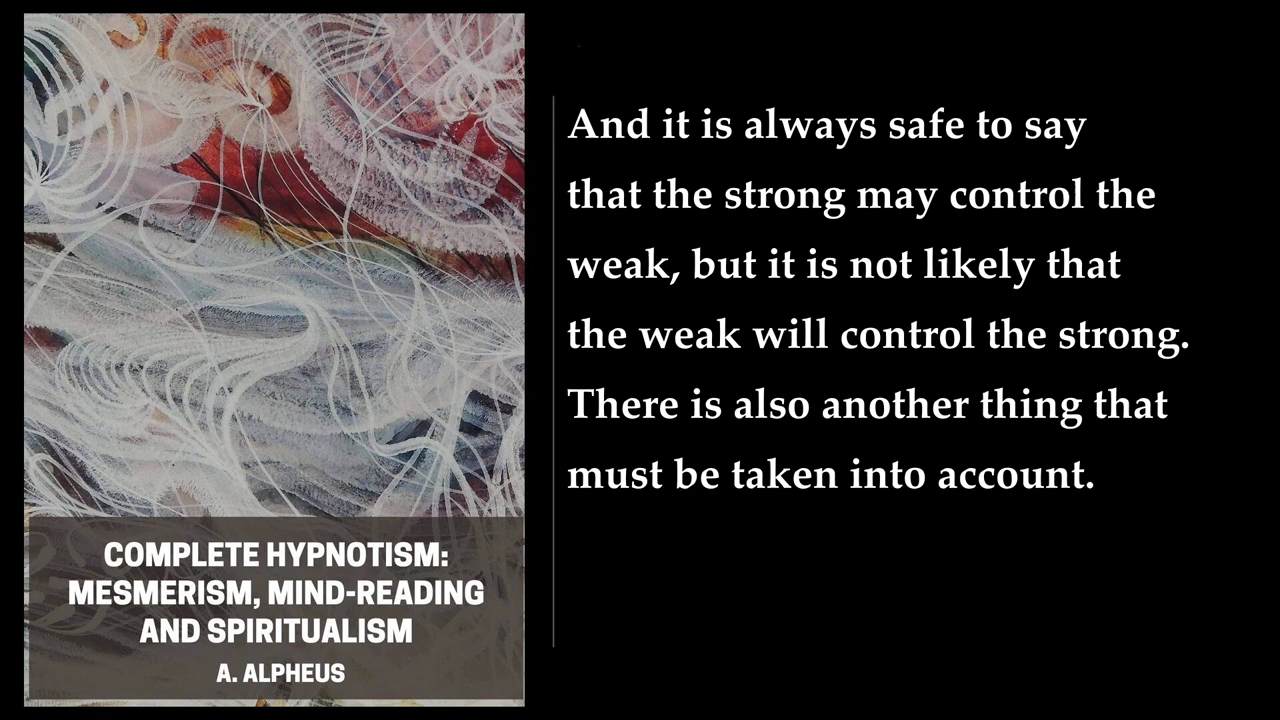 COMPLETE HYPNOTISM:
MESMERISM, MIND-READING
AND SPIRITUALISM
A. ALPHEUS
And it is always safe to say
that the strong may control the
weak, but it is not likely that
the weak will control the strong.
There is also another thing that
must be taken into account.